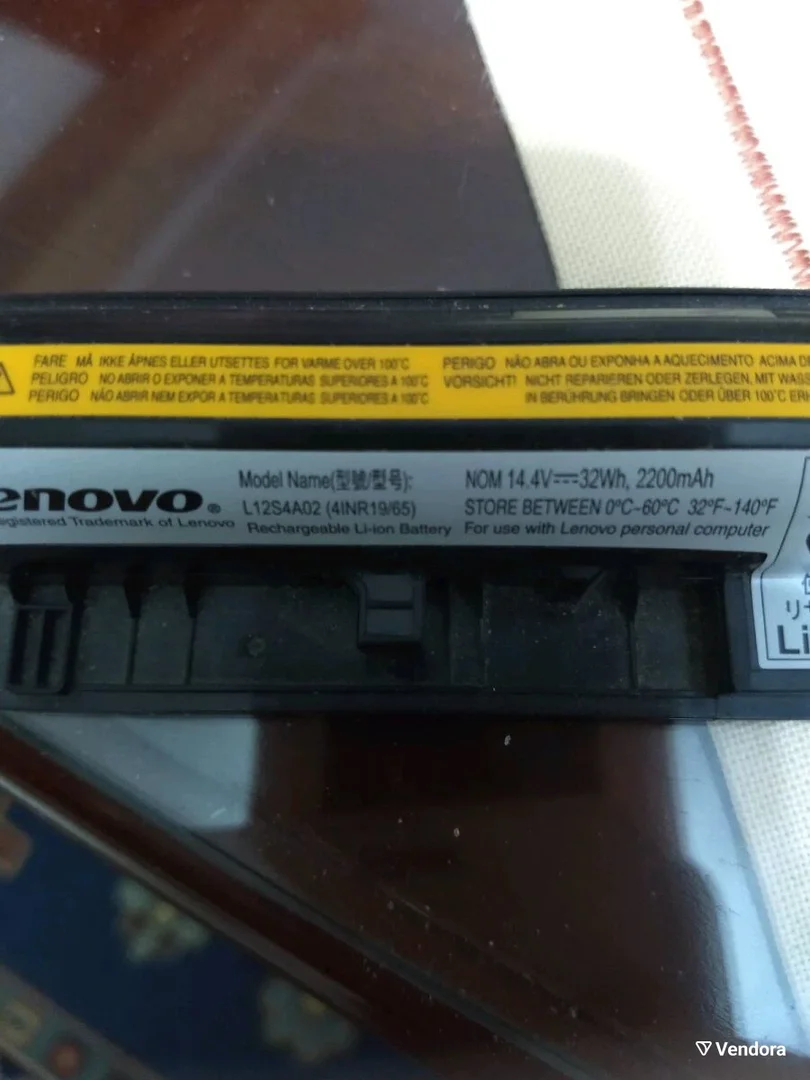 FARE MÅ IKKE ÅPNES ELLER UTSETTES FOR VARME OVER 100°C
PELIGRO NO ABRIR O EXPONER A TEMPERATURAS SUPERIORES A 100°C
PERIGO NÃO ABRIR NEM EXPOR A TEMPERATURAS SUPERIORES A 100°C
PERIGO NÃO ABRA OU EXPONHA A AQUECIMENTO ACIMA DE
VORSICHT! NICHT REPARIEREN ODER ZERLEGEN, MIT WASS
IN BERÜHRUNG BRINGEN ODER ÜBER 100°C ERH
enovo®
egistered Trademark of Lenovo
Model Name(型號/型号):
L12S4A02 (4INR19/65)
Rechargeable Li-ion Battery
NOM 14.4V⎓32Wh, 2200mAh
STORE BETWEEN 0°C~60°C 32°F~140°F
For use with Lenovo personal computer
リ
Li
Vendora